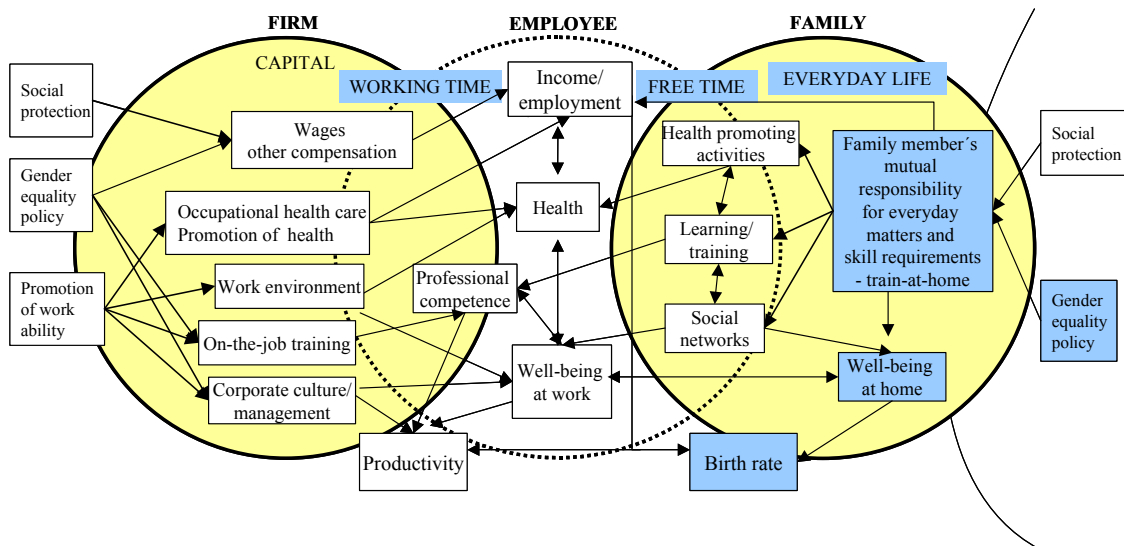 FIRM
EMPLOYEE
FAMILY
CAPITAL
WORKING TIME
FREE TIME
EVERYDAY LIFE
Social
protection
Gender
equality
policy
Promotion
of work
ability
Wages
other compensation
Occupational health care
Promotion of health
Work environment
On-the-job training
Corporate culture/
management
Productivity
Income/
employment
Health
Professional
competence
Well-being
at work
Health promoting
activities
Learning/
training
Social
networks
Family member´s
mutual
responsibility
for everyday
matters and
skill requirements
- train-at-home
Well-being
at home
Birth rate
Social
protection
Gender
equality
policy